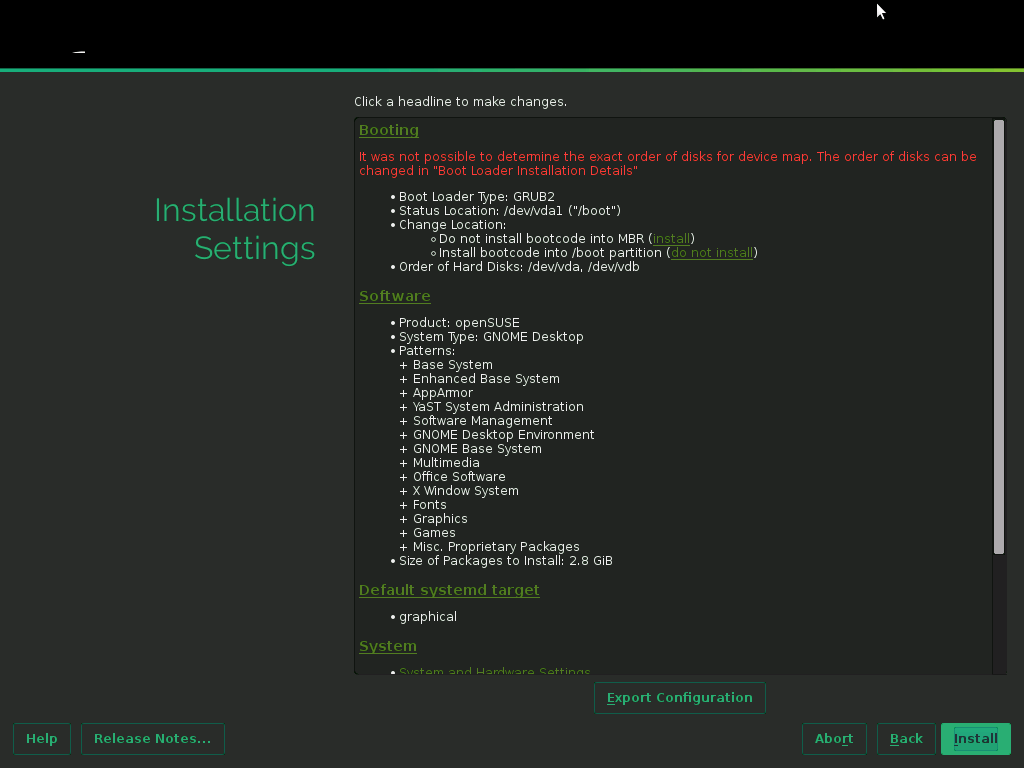 Click a headline to make changes.
Installation
Settings
Booting
It was not possible to determine the exact order of disks for device map. The order of disks can be
changed in "Boot Loader Installation Details"
• Boot Loader Type: GRUB2
• Status Location: /dev/vda1 ("/boot")
• Change Location:
◦ Do not install bootcode into MBR (install)
◦ Install bootcode into /boot partition (do not install)
• Order of Hard Disks: /dev/vda, /dev/vdb
Software
• Product: openSUSE
• System Type: GNOME Desktop
• Patterns:
+ Base System
+ Enhanced Base System
+ AppArmor
+ YaST System Administration
+ Software Management
+ GNOME Desktop Environment
+ GNOME Base System
+ Multimedia
+ Office Software
+ X Window System
+ Fonts
+ Graphics
+ Games
+ Misc. Proprietary Packages
• Size of Packages to Install: 2.8 GiB
Default systemd target
• graphical
System
• System and Hardware Settings
Export Configuration
Help
Release Notes...
Abort
Back
Install